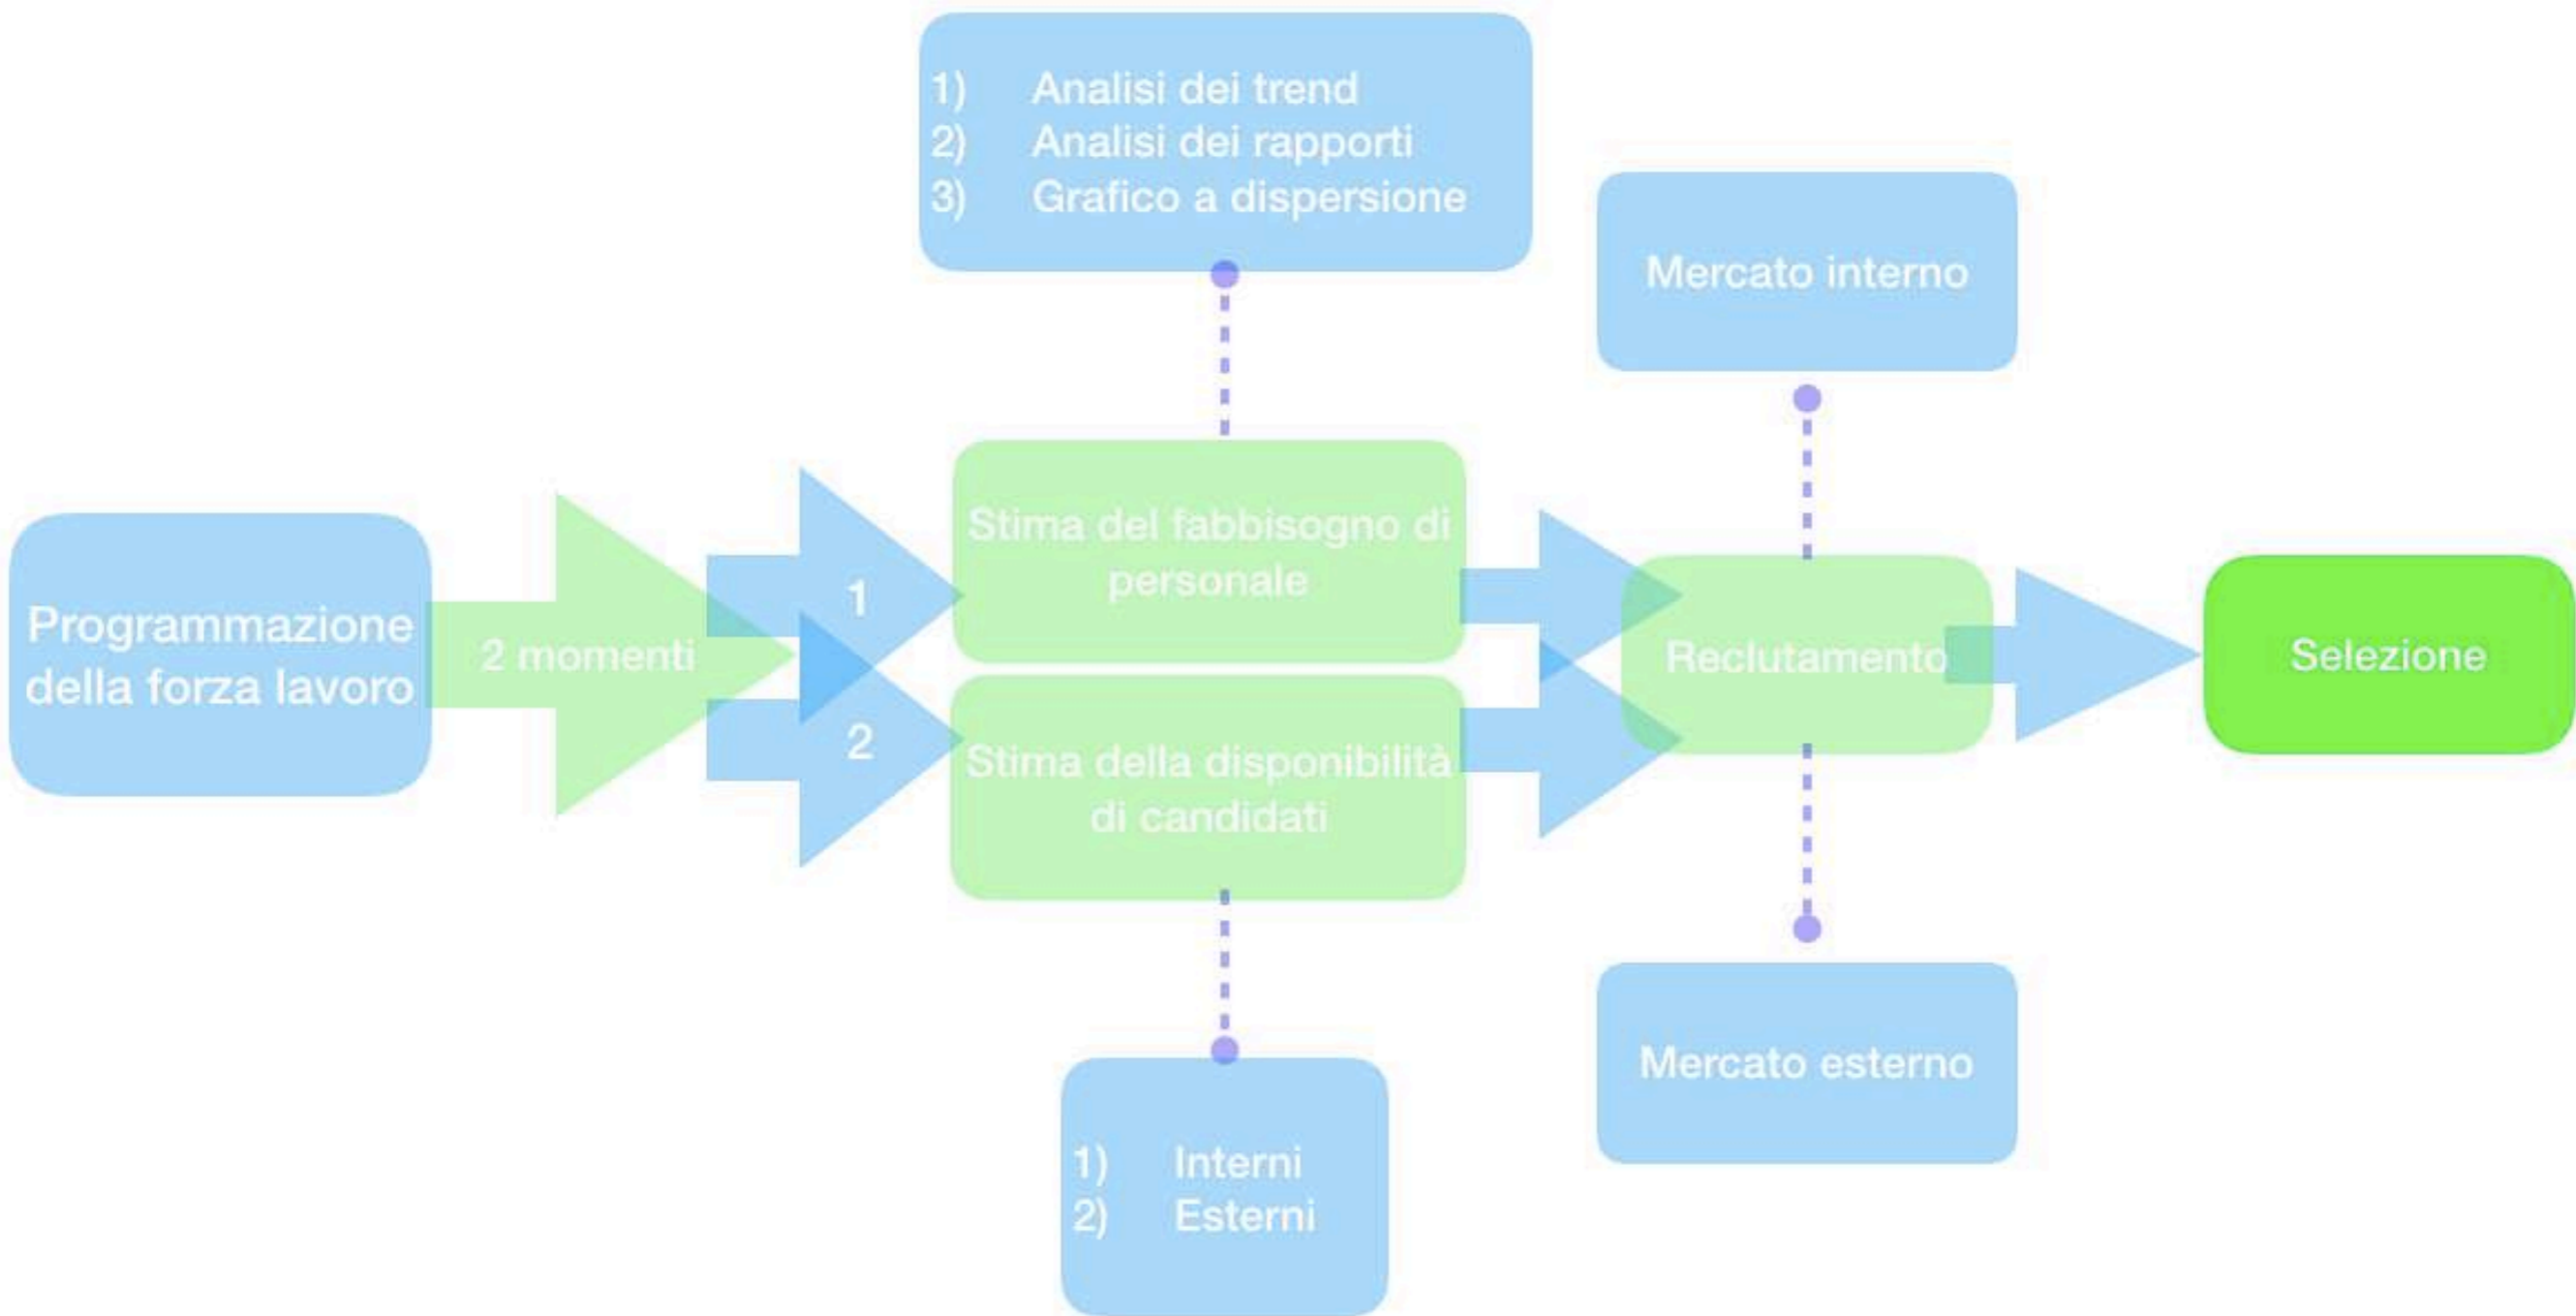 1) Analisi dei trend
2) Analisi dei rapporti
3) Grafico a dispersione
Mercato interno
Programmazione
della forza lavoro
2 momenti
1
2
Stima del fabbisogno di
personale
Stima della disponibilità
di candidati
Reclutamento
Selezione
Mercato esterno
1) Interni
2) Esterni